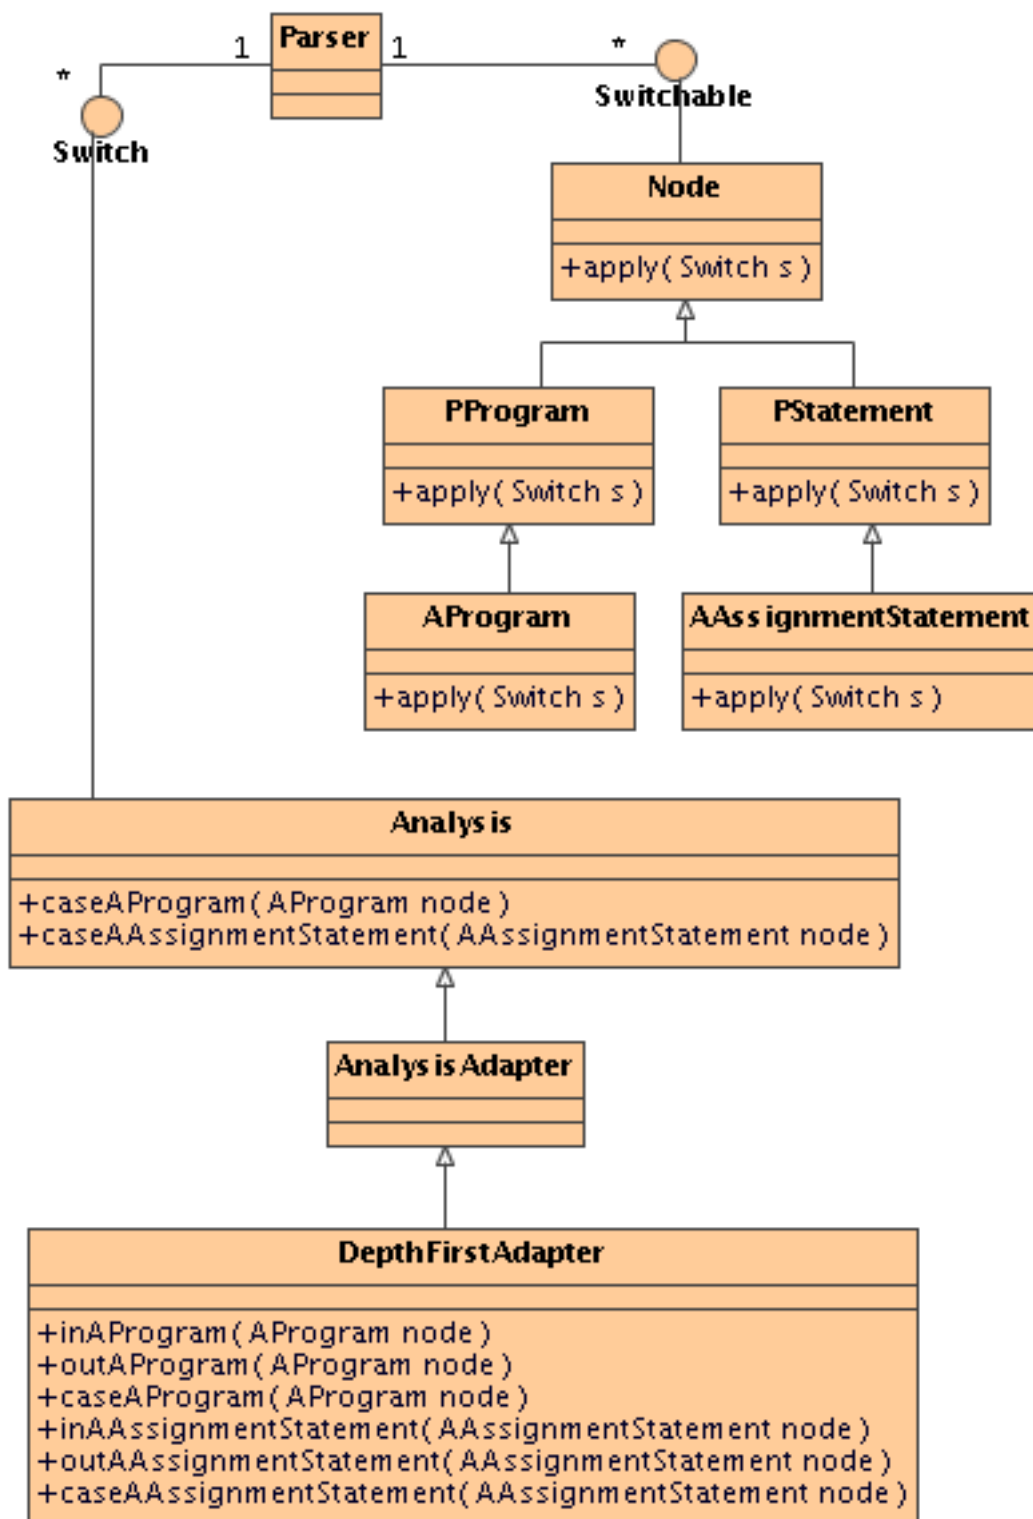 Parser
1
1
*
*
Switchable
Switch
Node
+apply(Switch s)
PProgram
+apply(Switch s)
PStatement
+apply(Switch s)
AProgram
+apply(Switch s)
AAssignmentStatement
+apply(Switch s)
Analysis
+caseAProgram(AProgram node)
+caseAAssignmentStatement(AAssignmentStatement node)
AnalysisAdapter
DepthFirstAdapter
+inAProgram(AProgram node)
+outAProgram(AProgram node)
+caseAProgram(AProgram node)
+inAAssignmentStatement(AAssignmentStatement node)
+outAAssignmentStatement(AAssignmentStatement node)
+caseAAssignmentStatement(AAssignmentStatement node)